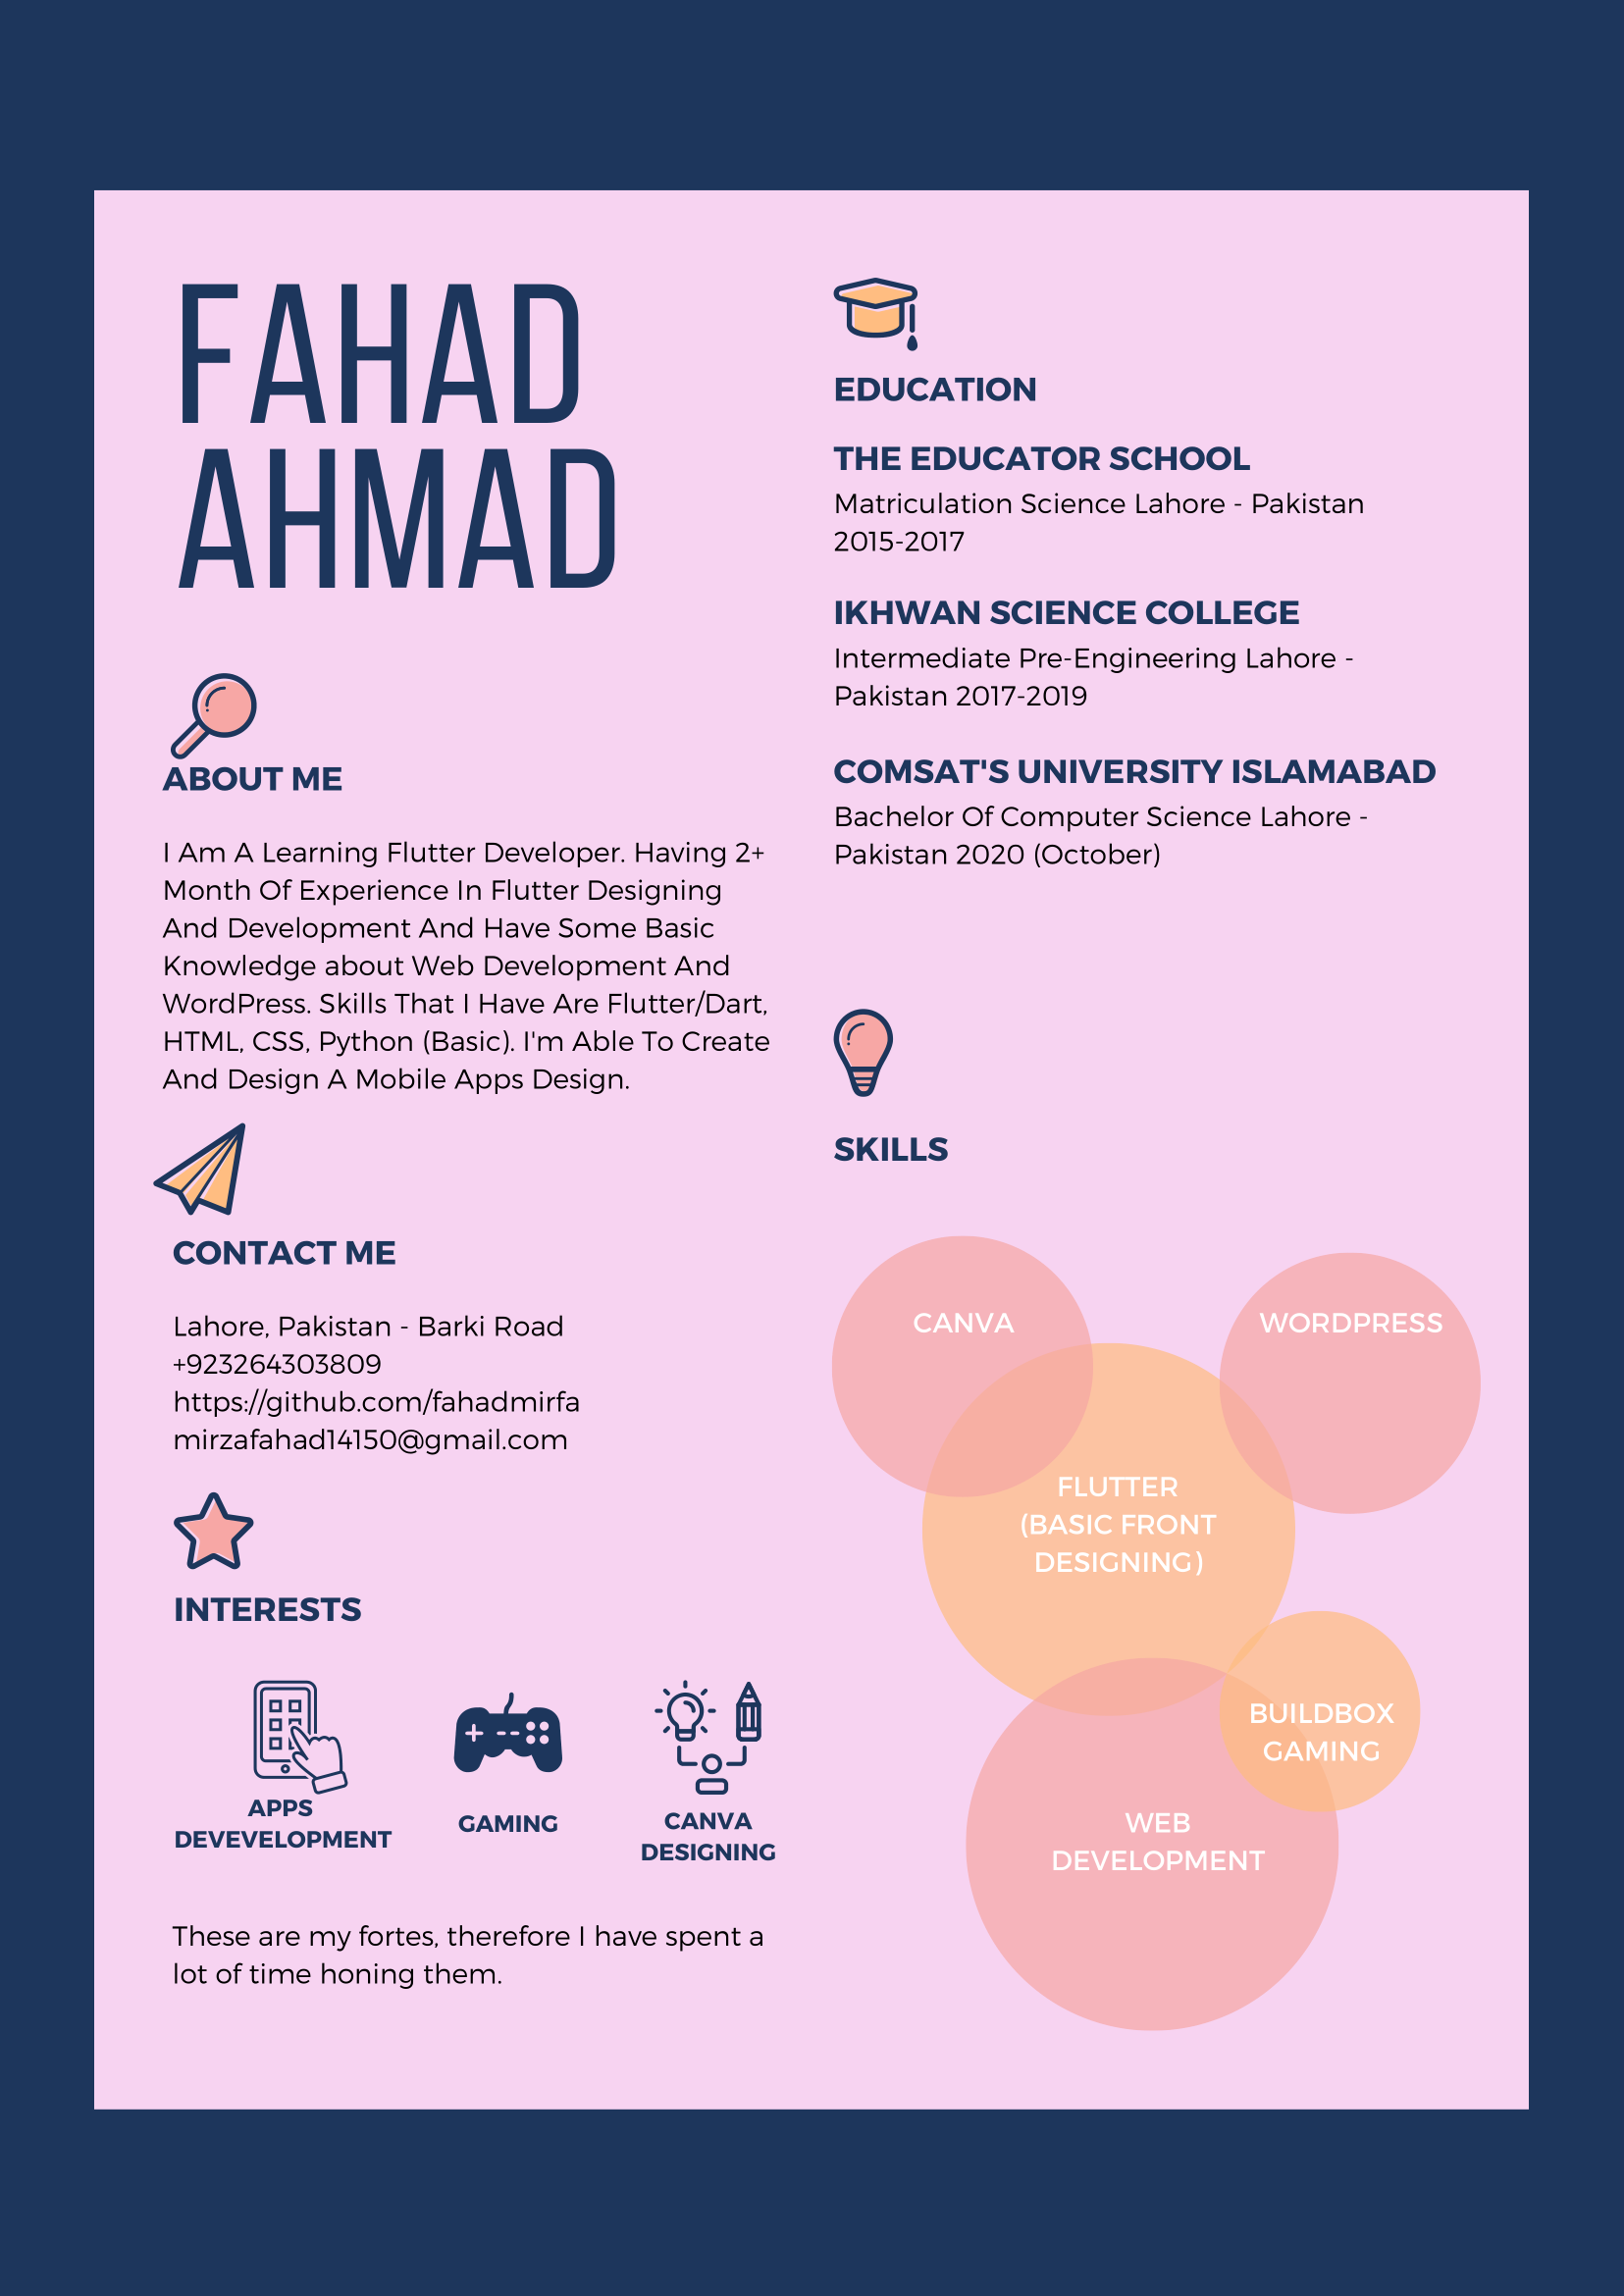 FAHAD
AHMAD
ABOUT ME
I Am A Learning Flutter Developer. Having 2+
Month Of Experience In Flutter Designing
And Development And Have Some Basic
Knowledge about Web Development And
WordPress. Skills That I Have Are Flutter/Dart,
HTML, CSS, Python (Basic). I'm Able To Create
And Design A Mobile Apps Design.
CONTACT ME
Lahore, Pakistan - Barki Road
+923264303809
https://github.com/fahadmirfa
mirzafahad14150@gmail.com
INTERESTS
APPS
DEVEVELOPMENT
GAMING
CANVA
DESIGNING
These are my fortes, therefore I have spent a
lot of time honing them.
EDUCATION
THE EDUCATOR SCHOOL
Matriculation Science Lahore - Pakistan
2015-2017
IKHWAN SCIENCE COLLEGE
Intermediate Pre-Engineering Lahore -
Pakistan 2017-2019
COMSAT'S UNIVERSITY ISLAMABAD
Bachelor Of Computer Science Lahore -
Pakistan 2020 (October)
SKILLS
CANVA
WORDPRESS
FLUTTER
(BASIC FRONT
DESIGNING)
BUILDBOX
GAMING
WEB
DEVELOPMENT